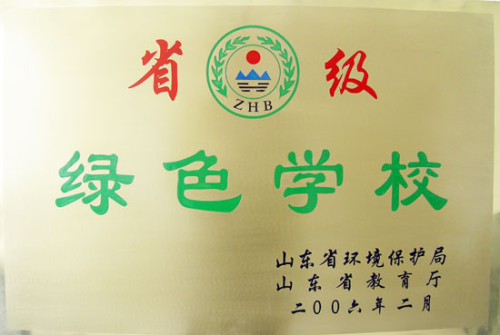 省 级
ZHB
绿色学校
山东省环境保护局
山东省教育厅
二００六年二月